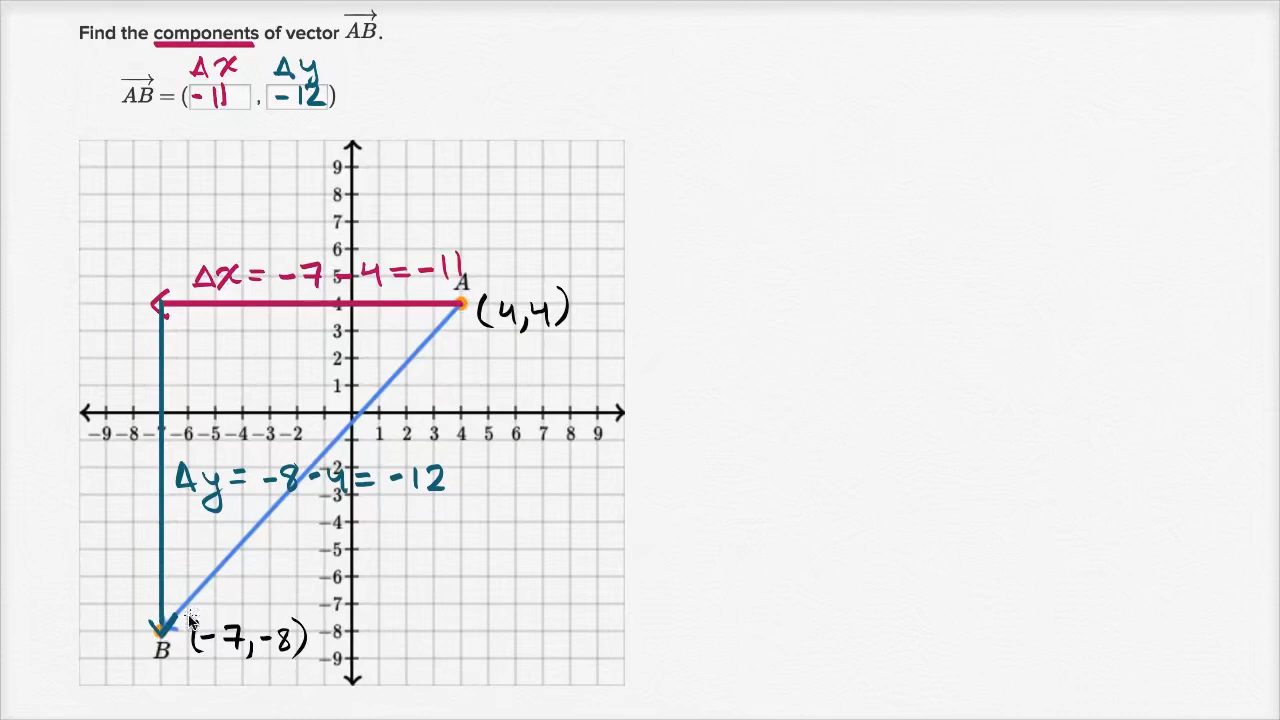 Find the components of vector AB.
Δx Δy
AB = (-11 , -12)
9
8
7
6
Δx = -7 - 4 = -11
5
A
4
(4,4)
3
2
1
-9 -8 -7 -6 -5 -4 -3 -2 1 2 3 4 5 6 7 8 9
-2
Δy = -8 - 4 = -12
-3
-4
-5
-6
-7
-8
(-7,-8)
B
-9